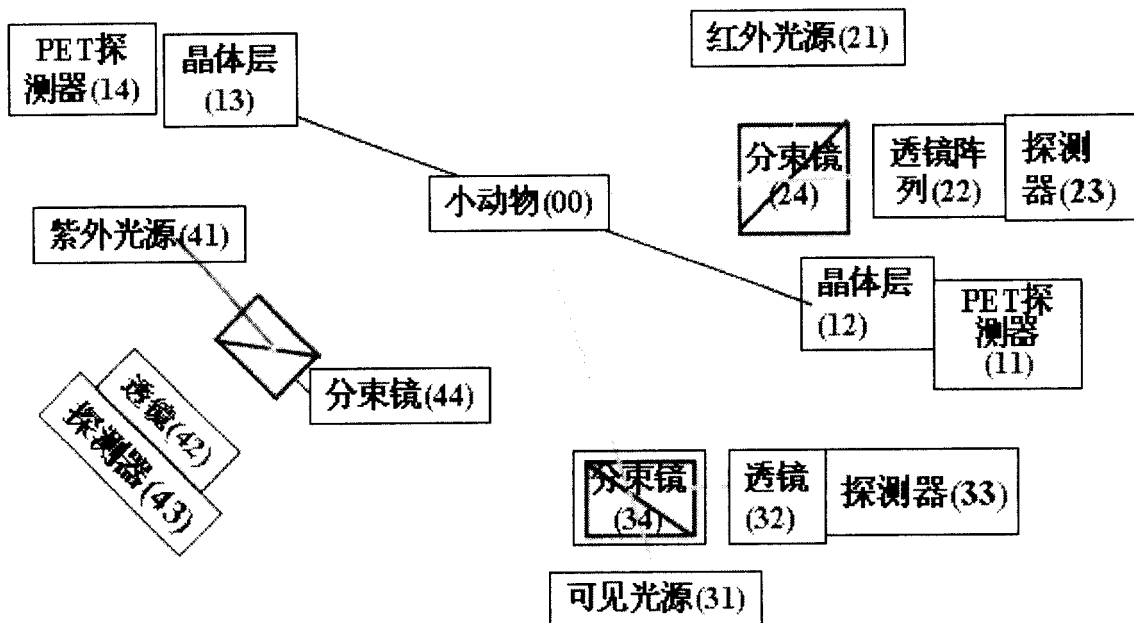 PET探
测器(14)
晶体层
(13)
红外光源(21)
分束镜
(24)
透镜阵
列(22)
探测
器(23)
小动物(00)
紫外光源(41)
晶体层
(12)
PET探
测器
(11)
分束镜(44)
透镜(42)
探测器(43)
分束镜
(34)
透镜
(32)
探测器(33)
可见光源(31)